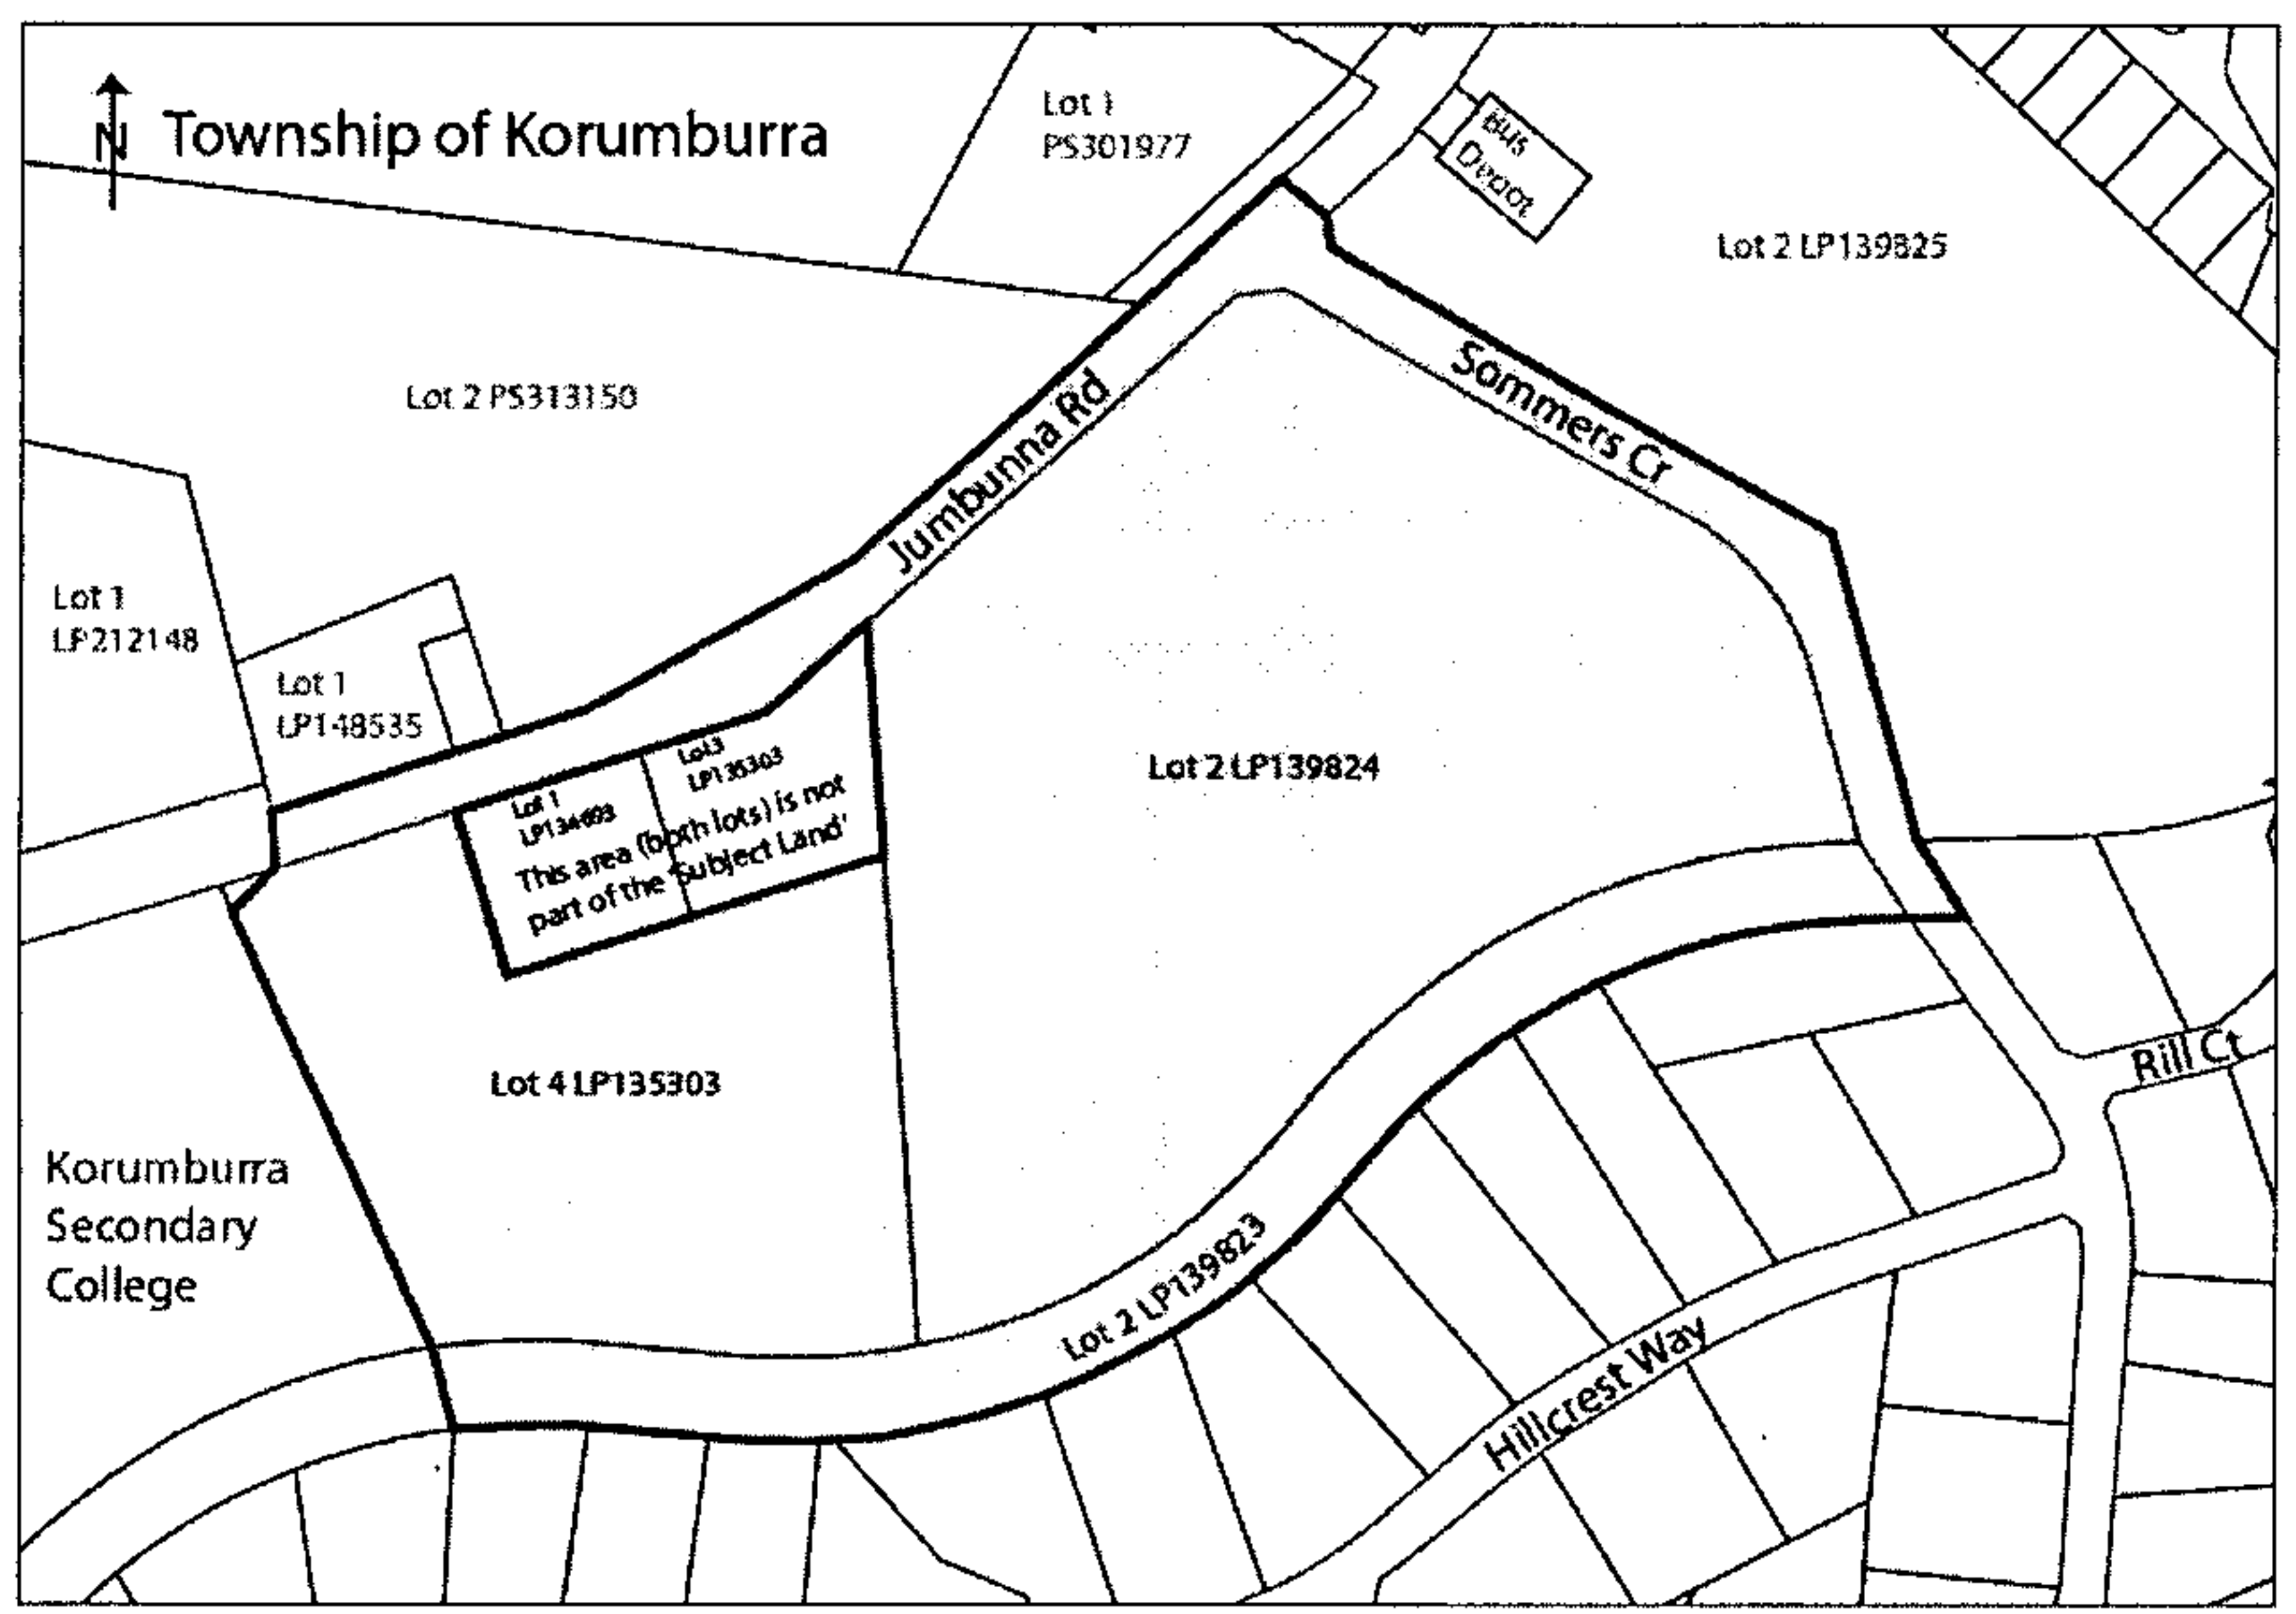 N
Township of Korumburra
Lot 1
PS301977
Bus
Depot
Lot 2 LP139825
Lot 2 PS313150
Jumbunna Rd
Sommers Cr
Lot 1
LP212148
Lot 1
LP148535
Lot 3
LP135303
Lot 1
LP134693
This area (both lots) is not
part of the 'Subject Land'
Lot 2 LP139824
Lot 4 LP135303
Rill Ct
Korumburra
Secondary
College
Lot 2 LP139823
Hillcrest Way